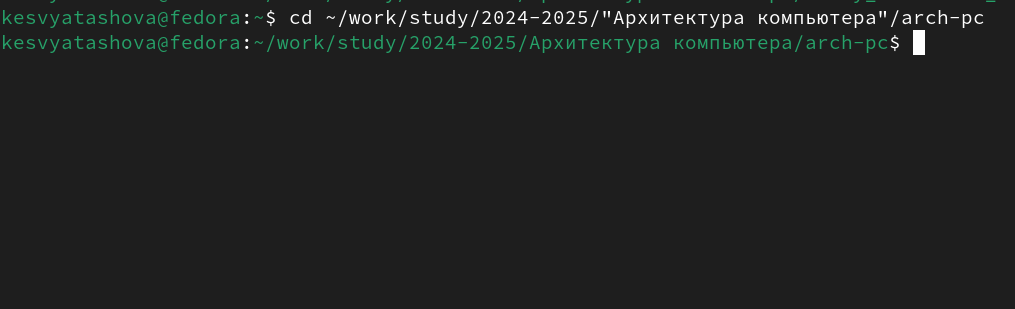 kesvyatashova@fedora:~$ cd ~/work/study/2024-2025/"Архитектура компьютера"/arch-pc
kesvyatashova@fedora:~/work/study/2024-2025/Архитектура компьютера/arch-pc$